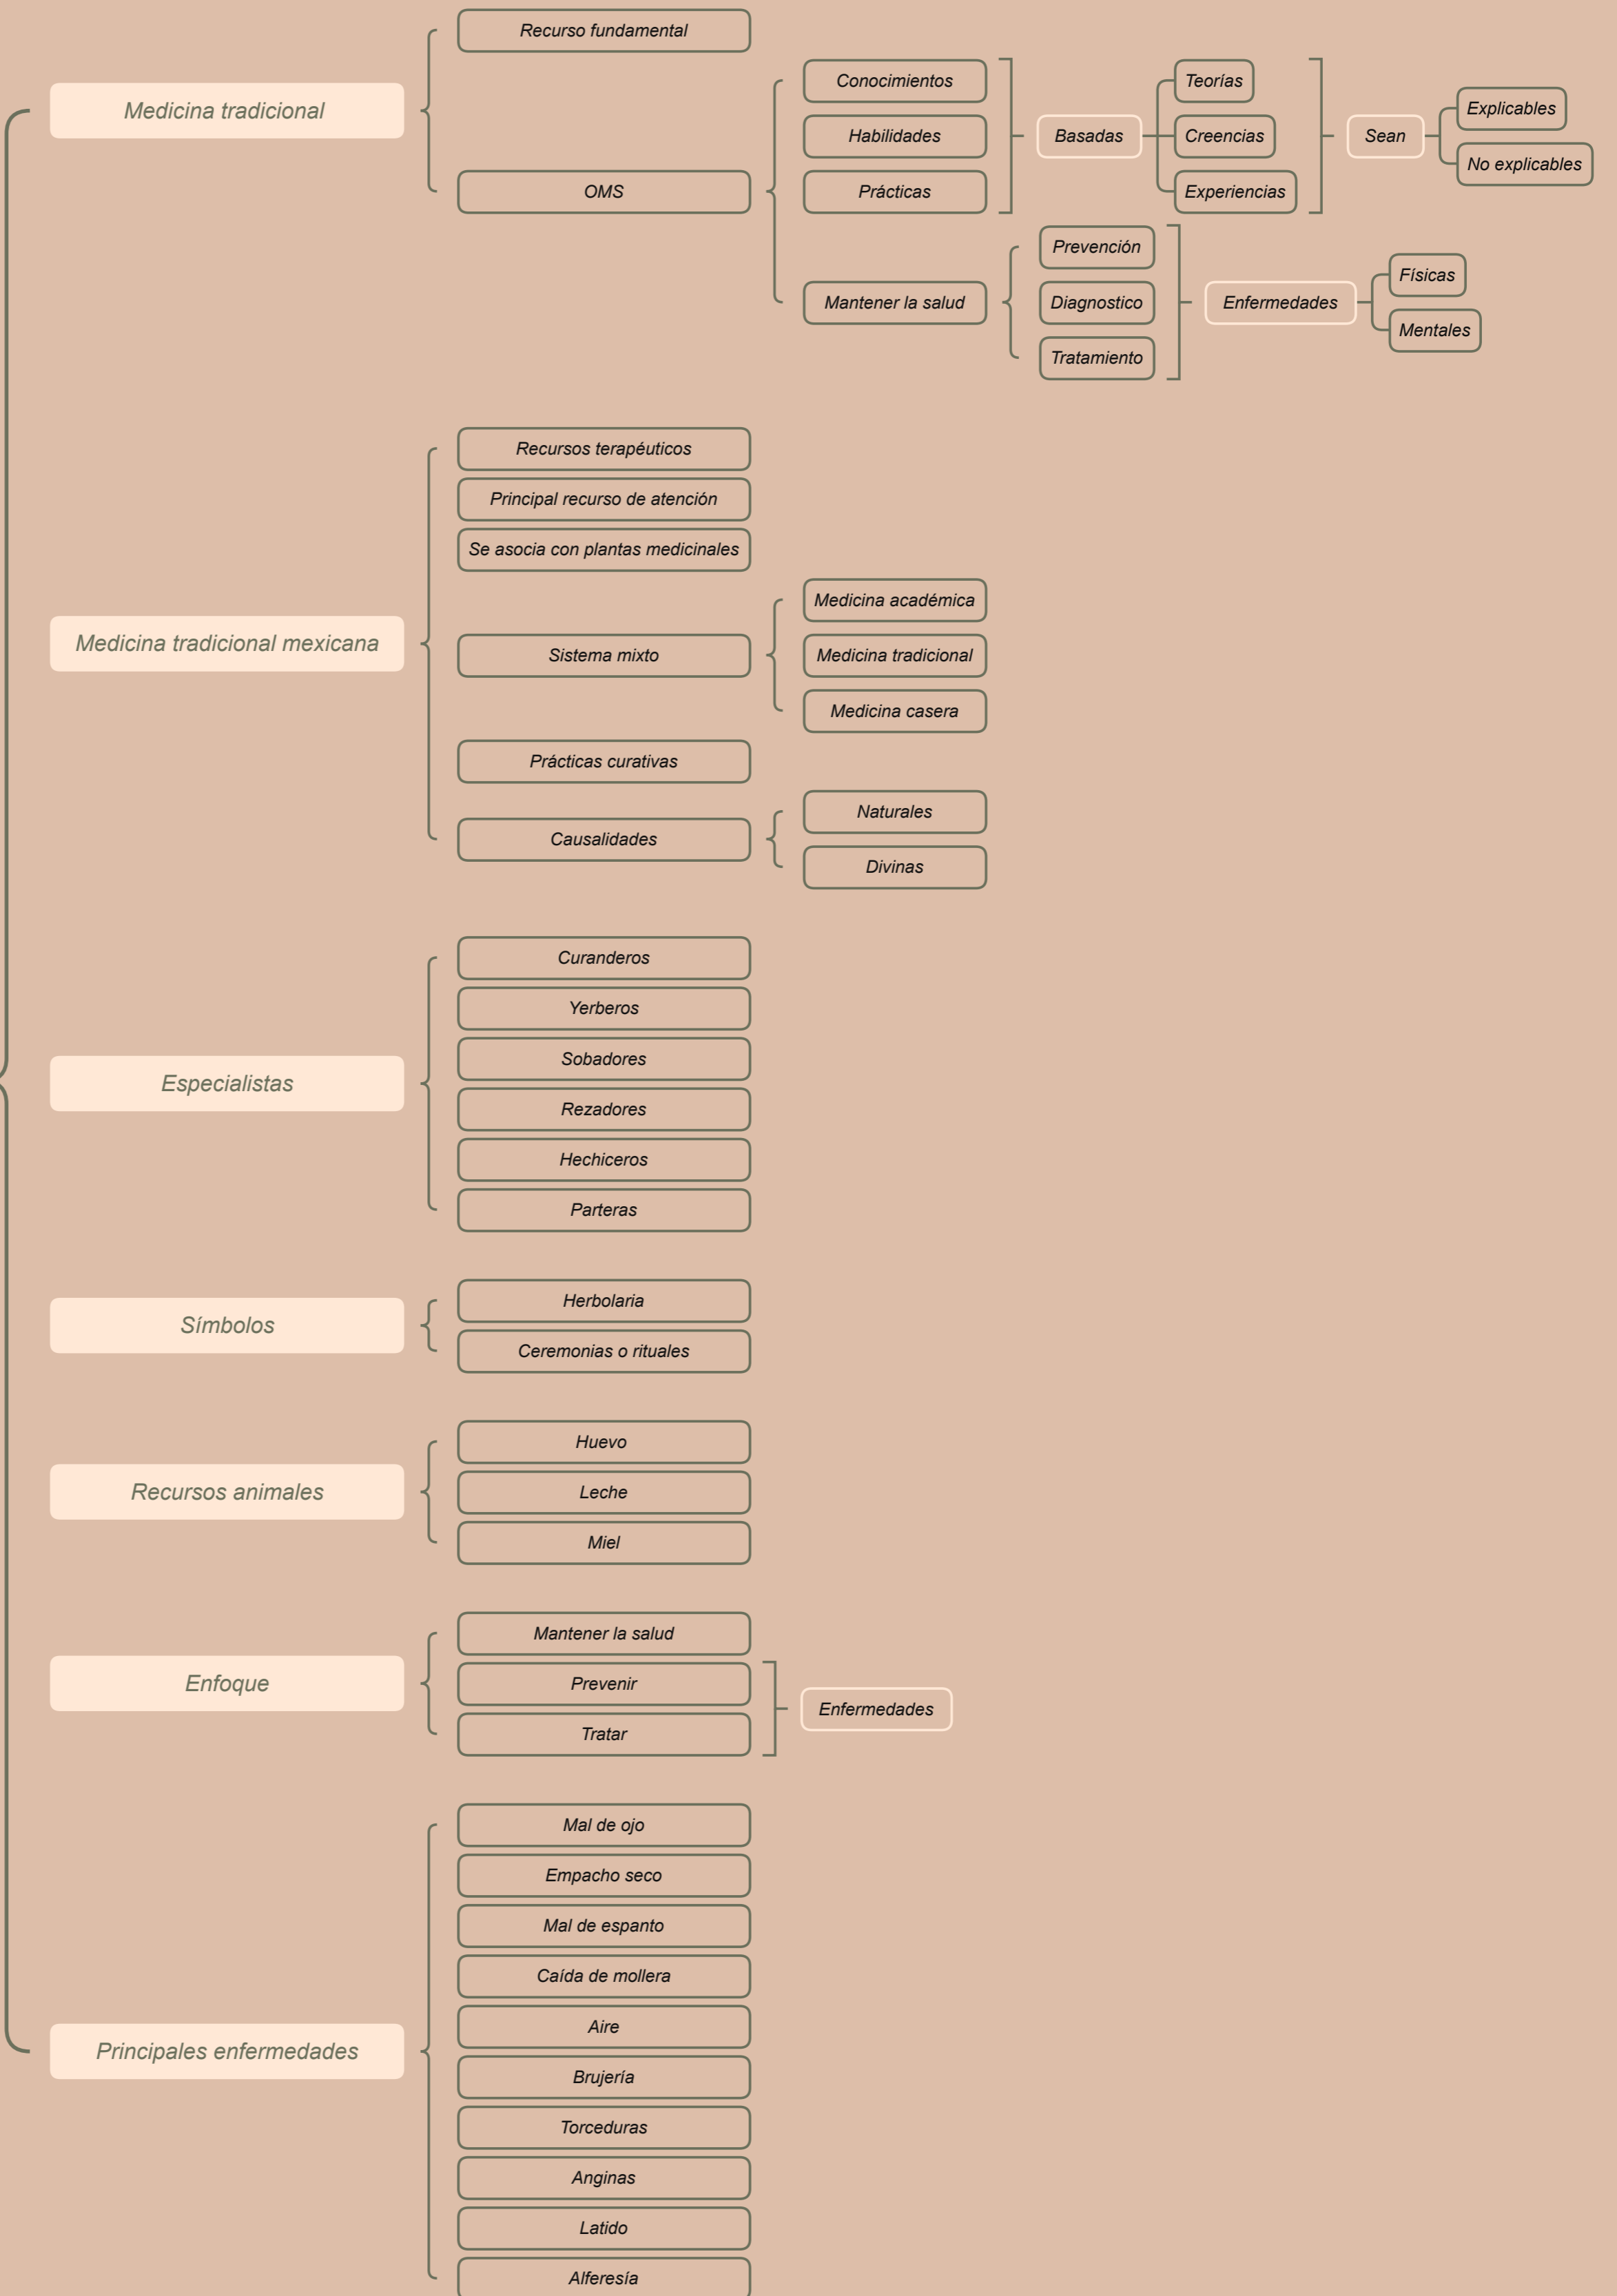 Medicina tradicional
Recurso fundamental
OMS
Conocimientos
Habilidades
Prácticas
Basadas
Teorías
Creencias
Experiencias
Sean
Explicables
No explicables
Mantener la salud
Prevención
Diagnostico
Tratamiento
Enfermedades
Físicas
Mentales
Medicina tradicional mexicana
Recursos terapéuticos
Principal recurso de atención
Se asocia con plantas medicinales
Sistema mixto
Medicina académica
Medicina tradicional
Medicina casera
Prácticas curativas
Causalidades
Naturales
Divinas
Especialistas
Curanderos
Yerberos
Sobadores
Rezadores
Hechiceros
Parteras
Símbolos
Herbolaria
Ceremonias o rituales
Recursos animales
Huevo
Leche
Miel
Enfoque
Mantener la salud
Prevenir
Tratar
Enfermedades
Principales enfermedades
Mal de ojo
Empacho seco
Mal de espanto
Caída de mollera
Aire
Brujería
Torceduras
Anginas
Latido
Alferesía